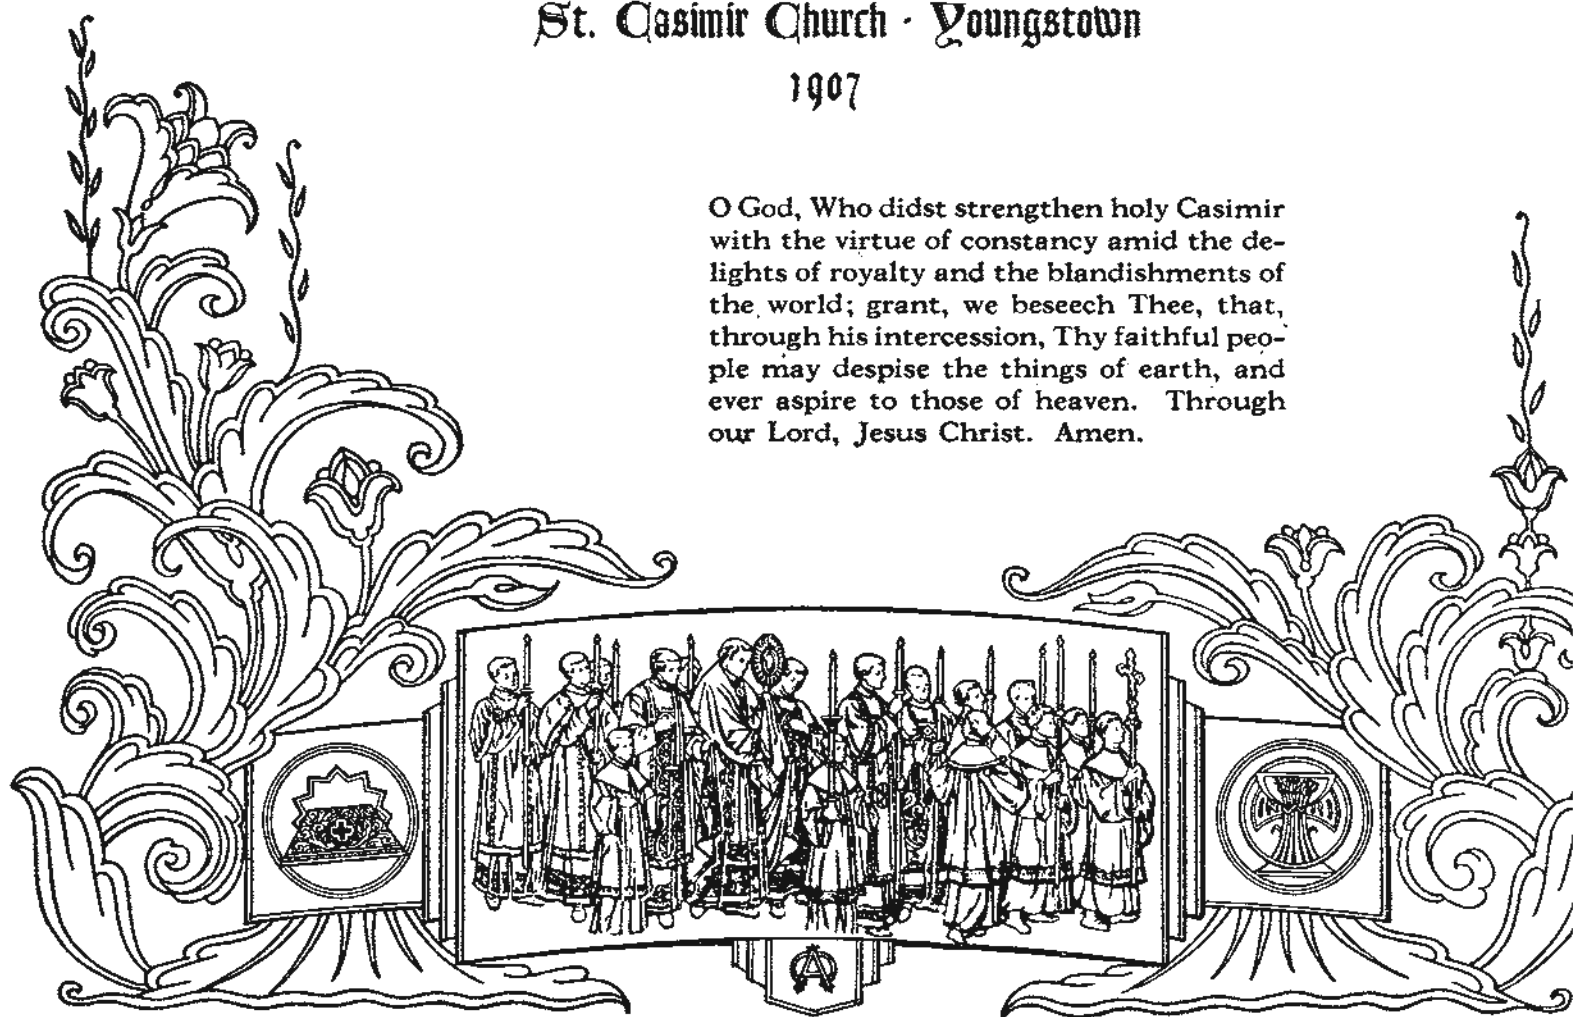 St. Casimir Church · Youngstown
1907
O God, Who didst strengthen holy Casimir
with the virtue of constancy amid the de-
lights of royalty and the blandishments of
the world; grant, we beseech Thee, that,
through his intercession, Thy faithful peo-
ple may despise the things of earth, and
ever aspire to those of heaven. Through
our Lord, Jesus Christ. Amen.